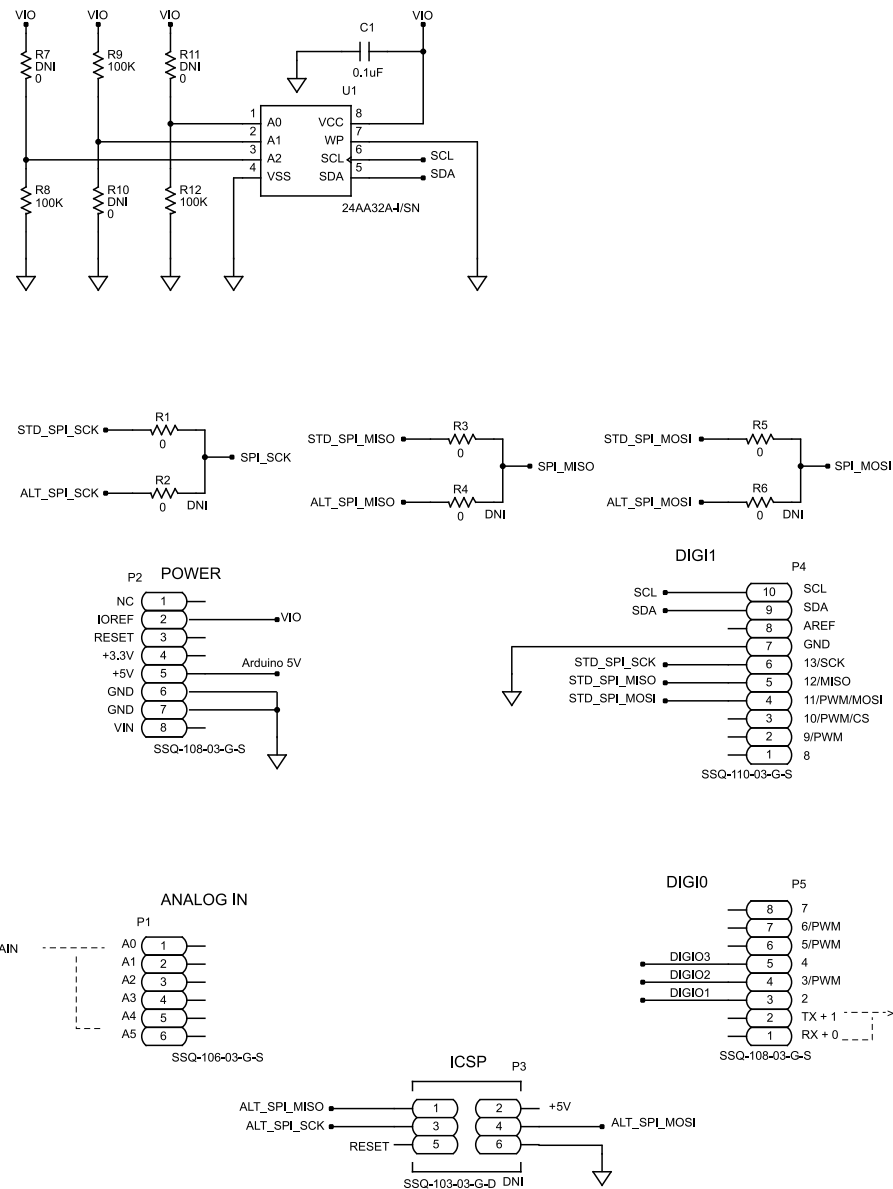 VIO VIO VIO VIO
R7 DNI 0
R9 100K
R11 DNI 0
C1
0.1uF
U1
1 A0 VCC 8
2 A1 WP 7
3 A2 SCL 6 SCL
4 VSS SDA 5 SDA
24AA32A-I/SN
R8 100K
R10 DNI 0
R12 100K
STD_SPI_SCK R1 0
SPI_SCK
ALT_SPI_SCK R2 0 DNI
STD_SPI_MISO R3 0
SPI_MISO
ALT_SPI_MISO R4 0 DNI
STD_SPI_MOSI R5 0
SPI_MOSI
ALT_SPI_MOSI R6 0 DNI
P2 POWER
NC 1
IOREF 2 VIO
RESET 3
+3.3V 4
+5V 5 Arduino 5V
GND 6
GND 7
VIN 8
SSQ-108-03-G-S
DIGI1
P4
SCL 10 SCL
SDA 9 SDA
8 AREF
7 GND
STD_SPI_SCK 6 13/SCK
STD_SPI_MISO 5 12/MISO
STD_SPI_MOSI 4 11/PWM/MOSI
3 10/PWM/CS
2 9/PWM
1 8
SSQ-110-03-G-S
ANALOG IN
P1
AIN A0 1
A1 2
A2 3
A3 4
A4 5
A5 6
SSQ-106-03-G-S
DIGI0
P5
8 7
7 6/PWM
6 5/PWM
DIGIO3 5 4
DIGIO2 4 3/PWM
DIGIO1 3 2
2 TX + 1
1 RX + 0
SSQ-108-03-G-S
ICSP
P3
ALT_SPI_MISO 1 2 +5V
ALT_SPI_SCK 3 4 ALT_SPI_MOSI
RESET 5 6
SSQ-103-03-G-D DNI